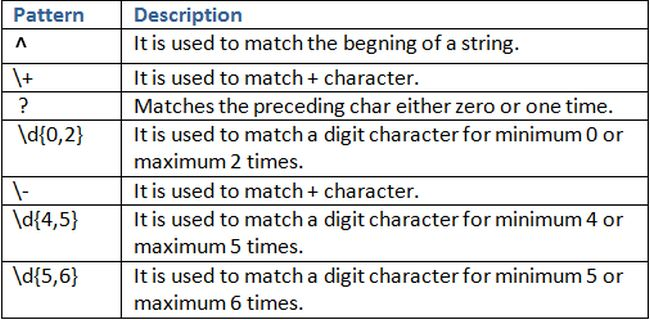 Pattern Description
^ It is used to match the begning of a string.
\+ It is used to match + character.
? Matches the preceding char either zero or one time.
\d{0,2} It is used to match a digit character for minimum 0 or
maximum 2 times.
\- It is used to match + character.
\d{4,5} It is used to match a digit character for minimum 4 or
maximum 5 times.
\d{5,6} It is used to match a digit character for minimum 5 or
maximum 6 times.